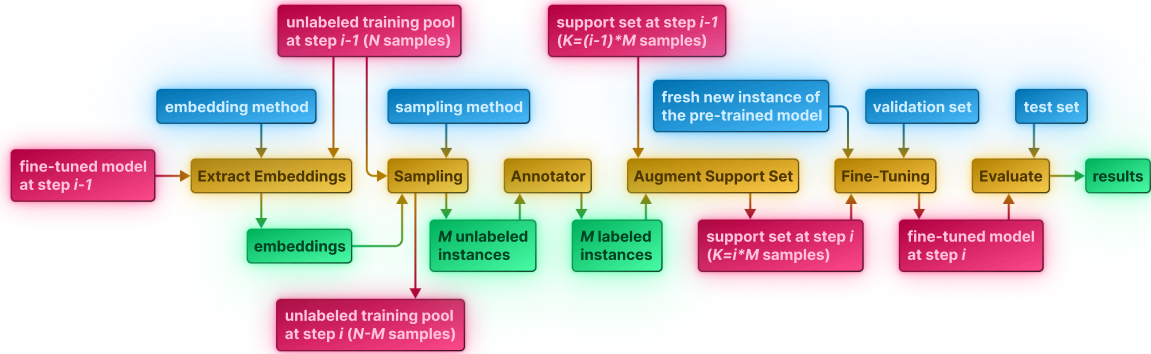 unlabeled training pool
at step i-1 (N samples)
support set at step i-1
(K=(i-1)*M samples)
embedding method
sampling method
fresh new instance of
the pre-trained model
validation set
test set
fine-tuned model
at step i-1
Extract Embeddings
Sampling
Annotator
Augment Support Set
Fine-Tuning
Evaluate
results
embeddings
M unlabeled
instances
M labeled
instances
support set at step i
(K=i*M samples)
fine-tuned model
at step i
unlabeled training pool
at step i (N-M samples)